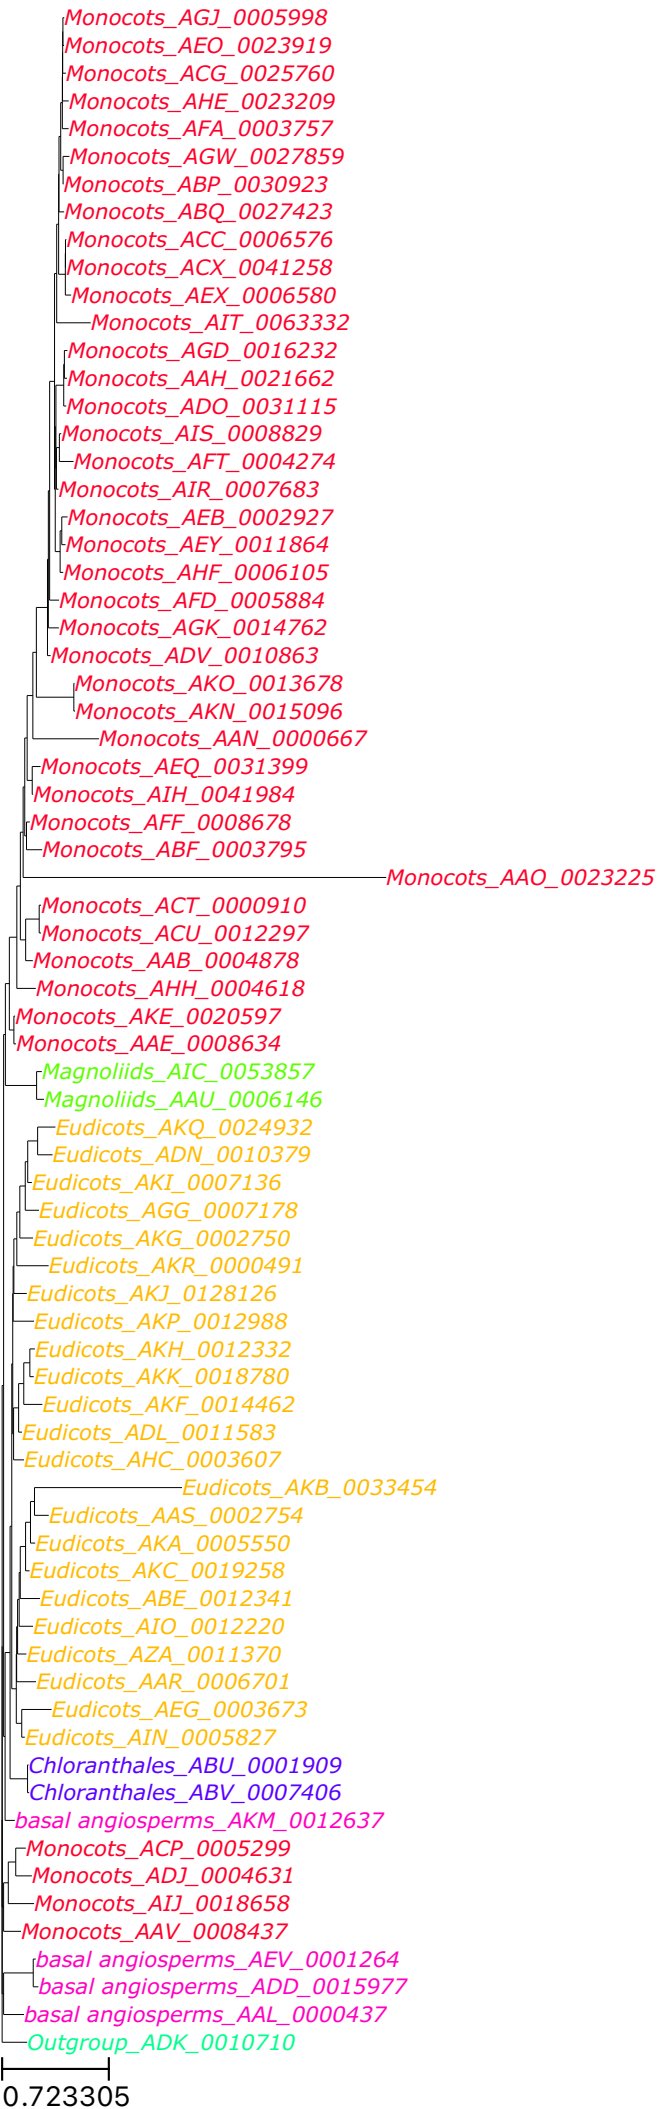 Monocots_AGJ_0005998
Monocots_AEO_0023919
Monocots_ACG_0025760
Monocots_AHE_0023209
Monocots_AFA_0003757
Monocots_AGW_0027859
Monocots_ABP_0030923
Monocots_ABQ_0027423
Monocots_ACC_0006576
Monocots_ACX_0041258
Monocots_AEX_0006580
Monocots_AIT_0063332
Monocots_AGD_0016232
Monocots_AAH_0021662
Monocots_ADO_0031115
Monocots_AIS_0008829
Monocots_AFT_0004274
Monocots_AIR_0007683
Monocots_AEB_0002927
Monocots_AEY_0011864
Monocots_AHF_0006105
Monocots_AFD_0005884
Monocots_AGK_0014762
Monocots_ADV_0010863
Monocots_AKO_0013678
Monocots_AKN_0015096
Monocots_AAN_0000667
Monocots_AEQ_0031399
Monocots_AIH_0041984
Monocots_AFF_0008678
Monocots_ABF_0003795
Monocots_AAO_0023225
Monocots_ACT_0000910
Monocots_ACU_0012297
Monocots_AAB_0004878
Monocots_AHH_0004618
Monocots_AKE_0020597
Monocots_AAE_0008634
Magnoliids_AIC_0053857
Magnoliids_AAU_0006146
Eudicots_AKQ_0024932
Eudicots_ADN_0010379
Eudicots_AKI_0007136
Eudicots_AGG_0007178
Eudicots_AKG_0002750
Eudicots_AKR_0000491
Eudicots_AKJ_0128126
Eudicots_AKP_0012988
Eudicots_AKH_0012332
Eudicots_AKK_0018780
Eudicots_AKF_0014462
Eudicots_ADL_0011583
Eudicots_AHC_0003607
Eudicots_AKB_0033454
Eudicots_AAS_0002754
Eudicots_AKA_0005550
Eudicots_AKC_0019258
Eudicots_ABE_0012341
Eudicots_AIO_0012220
Eudicots_AZA_0011370
Eudicots_AAR_0006701
Eudicots_AEG_0003673
Eudicots_AIN_0005827
Chloranthales_ABU_0001909
Chloranthales_ABV_0007406
basal angiosperms_AKM_0012637
Monocots_ACP_0005299
Monocots_ADJ_0004631
Monocots_AIJ_0018658
Monocots_AAV_0008437
basal angiosperms_AEV_0001264
basal angiosperms_ADD_0015977
basal angiosperms_AAL_0000437
Outgroup_ADK_0010710
0.723305